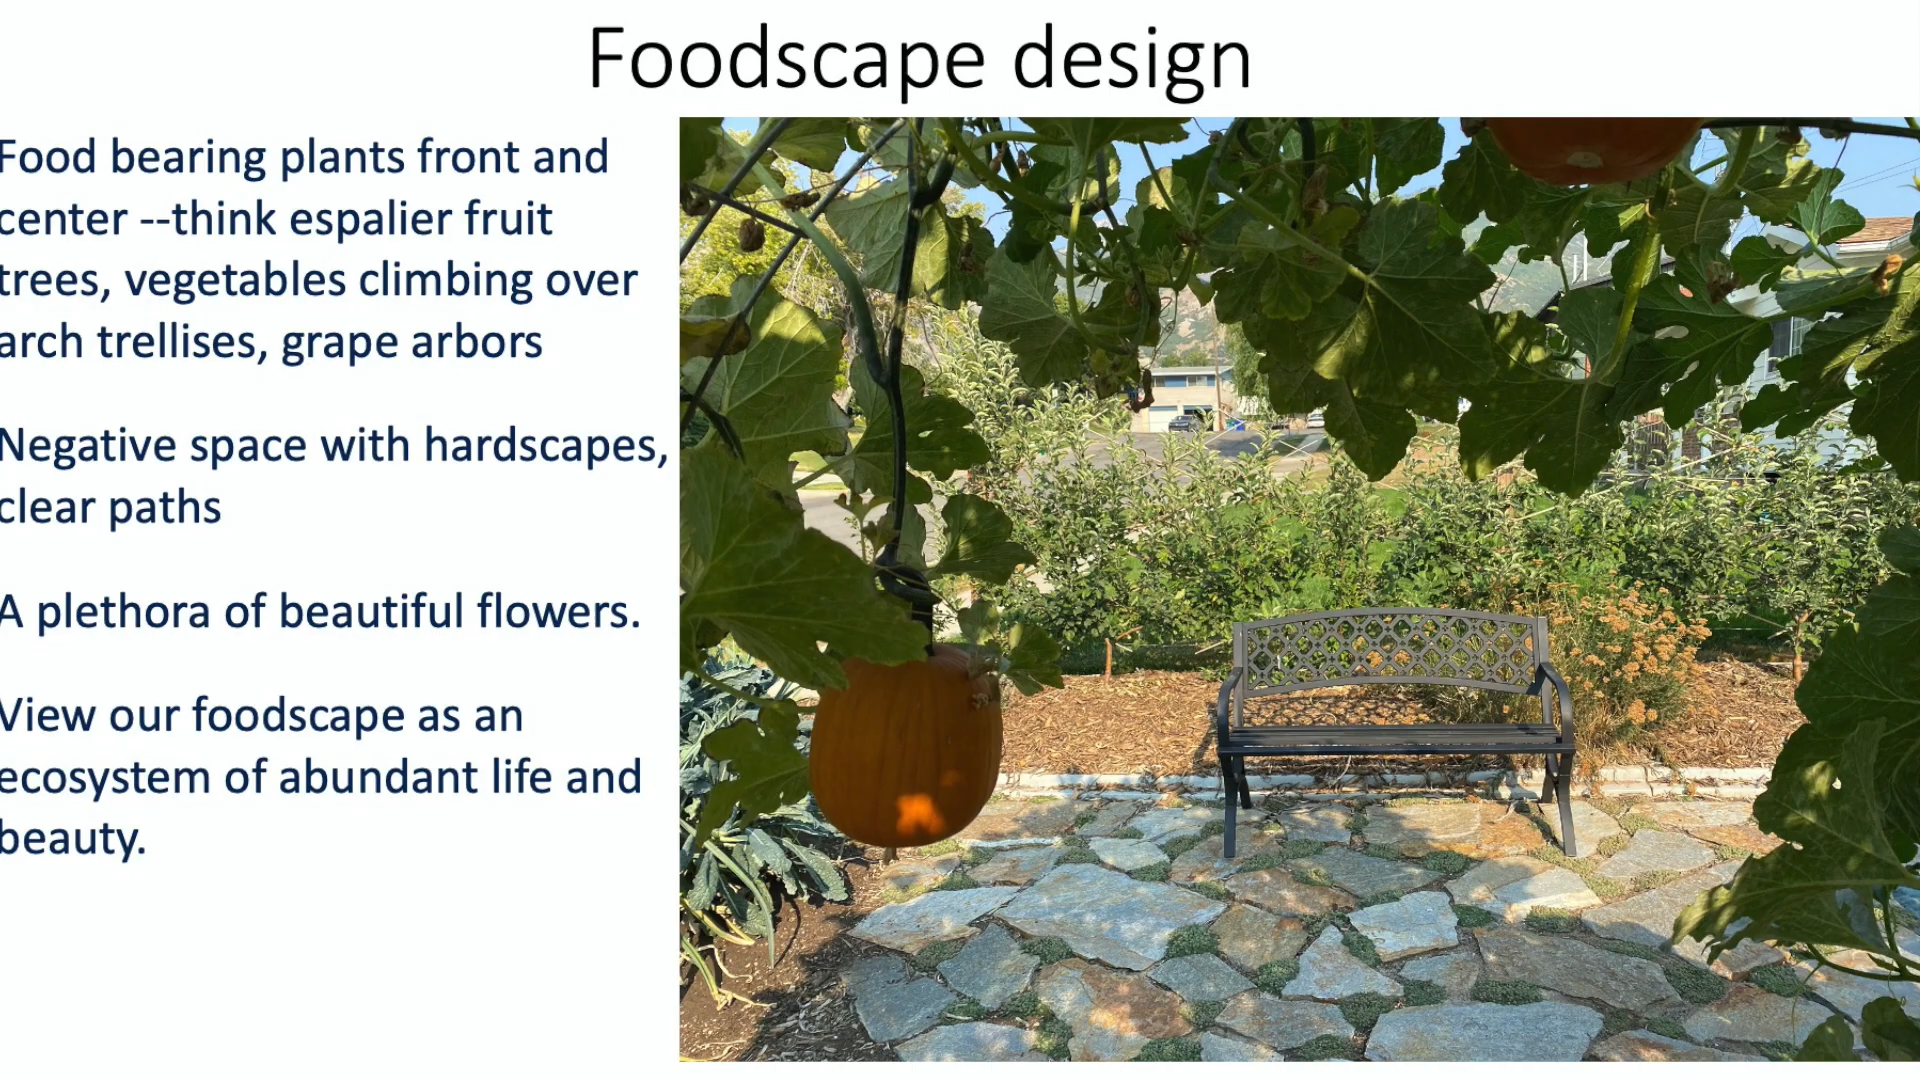 Foodscape design
Food bearing plants front and
center --think espalier fruit
trees, vegetables climbing over
arch trellises, grape arbors
Negative space with hardscapes,
clear paths
A plethora of beautiful flowers.
View our foodscape as an
ecosystem of abundant life and
beauty.